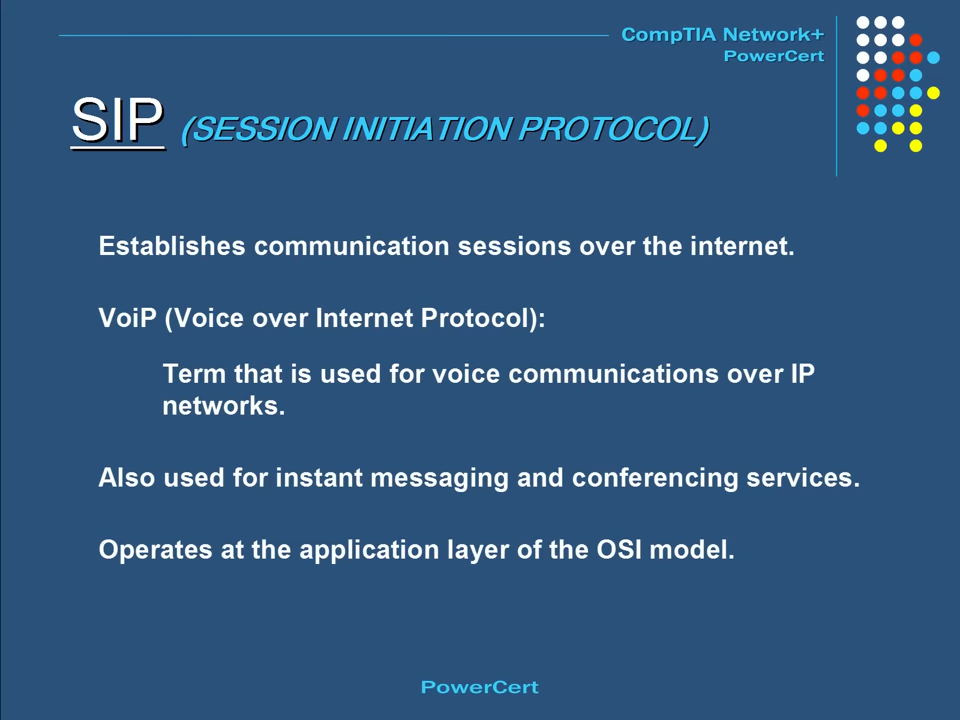 CompTIA Network+
PowerCert
SIP (SESSION INITIATION PROTOCOL)
Establishes communication sessions over the internet.
VoiP (Voice over Internet Protocol):
Term that is used for voice communications over IP
networks.
Also used for instant messaging and conferencing services.
Operates at the application layer of the OSI model.
PowerCert